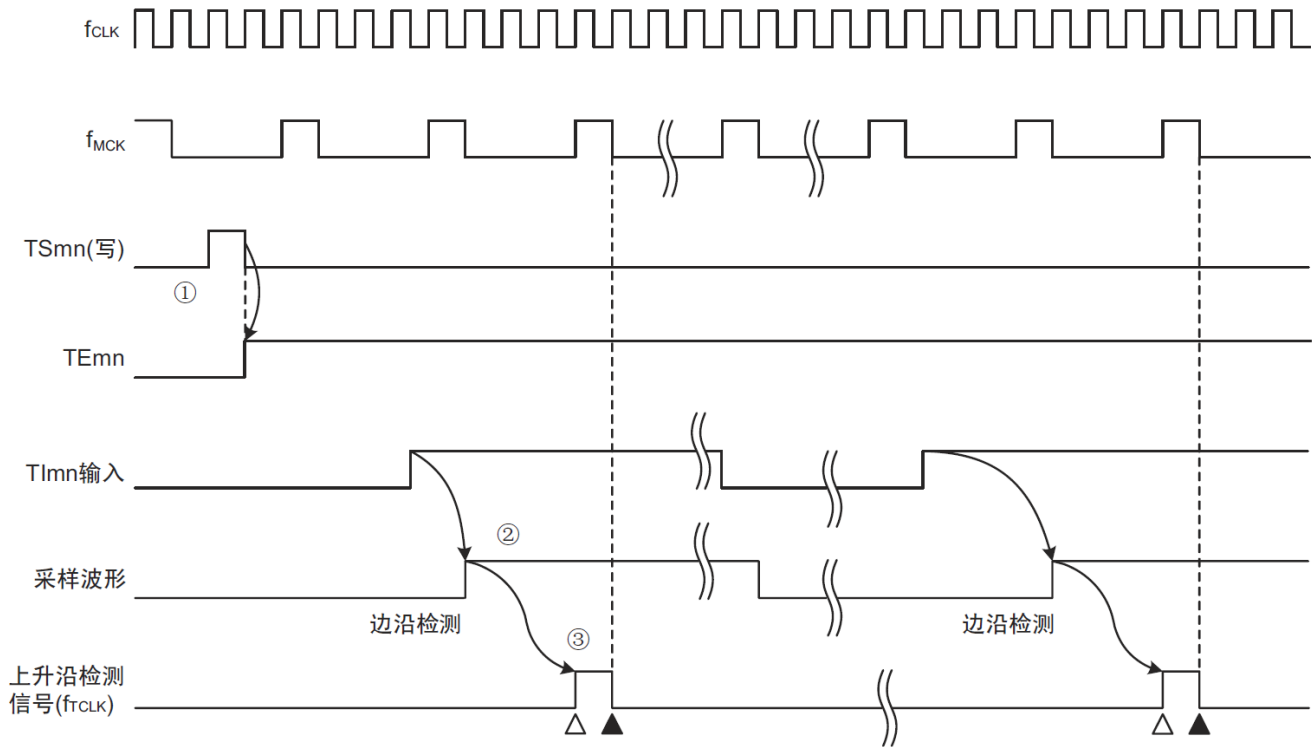 fCLK
fMCK
TSmn(写)
①
TEmn
TImn输入
②
采样波形
边沿检测
边沿检测
③
上升沿检测
信号(fTCLK)